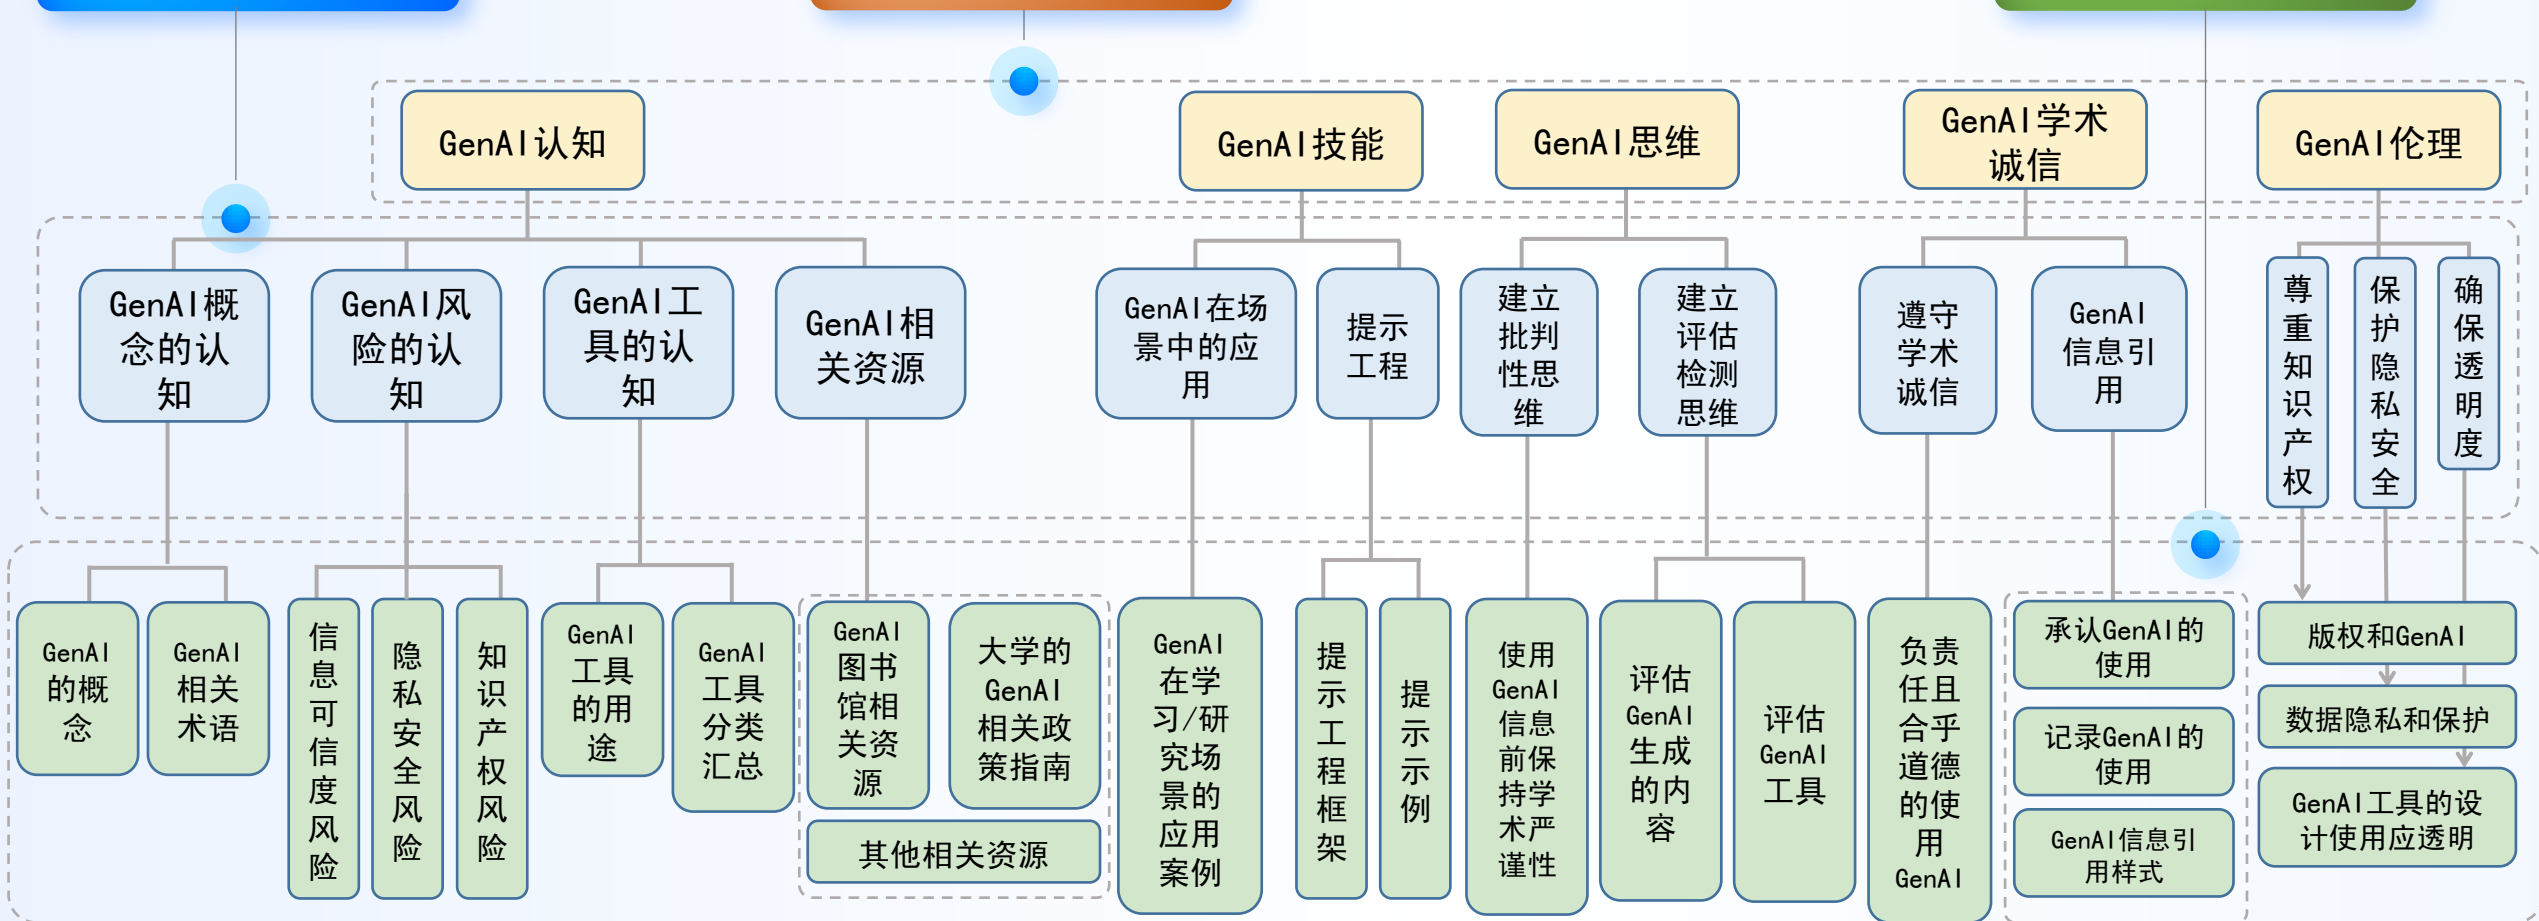 GenAI认知
GenAI技能
GenAI思维
GenAI学术
诚信
GenAI伦理
GenAI概
念的认
知
GenAI风
险的认
知
GenAI工
具的认
知
GenAI相
关资源
GenAI在场
景中的应
用
提示
工程
建立
批判
性思
维
建立
评估
检测
思维
遵守
学术
诚信
GenAI
信息引
用
尊重知识产权
保护隐私安全
确保透明度
GenAI
的概
念
GenAI
相关
术语
信息可信度风险
隐私安全风险
知识产权风险
GenAI
工具
的用
途
GenAI
工具
分类
汇总
GenAI
图书
馆相
关资
源
大学的
GenAI
相关政
策指南
其他相关资源
GenAI
在学
习/研
究场
景的
应用
案例
提示工程框架
提示示例
使用
GenAI
信息
前保
持学
术严
谨性
评估
GenAI
生成
的内
容
评估
GenAI
工具
负责
任且
合乎
道德
的使
用
GenAI
承认GenAI的
使用
记录GenAI的
使用
GenAI信息引
用样式
版权和GenAI
数据隐私和保护
GenAI工具的设
计使用应透明